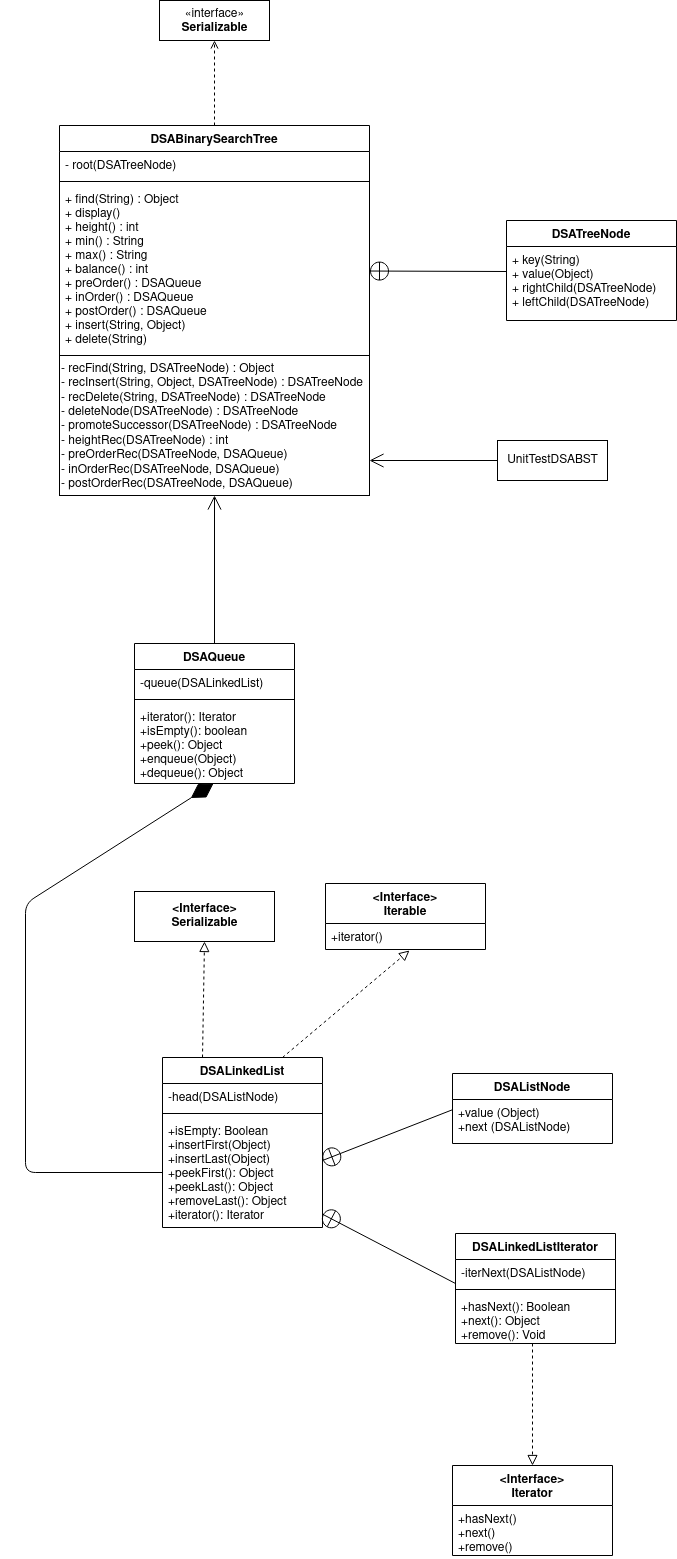 «interface»
Serializable
DSABinarySearchTree
- root(DSATreeNode)
+ find(String) : Object
+ display()
+ height() : int
+ min() : String
+ max() : String
+ balance() : int
+ preOrder() : DSAQueue
+ inOrder() : DSAQueue
+ postOrder() : DSAQueue
+ insert(String, Object)
+ delete(String)
- recFind(String, DSATreeNode) : Object
- recInsert(String, Object, DSATreeNode) : DSATreeNode
- recDelete(String, DSATreeNode) : DSATreeNode
- deleteNode(DSATreeNode) : DSATreeNode
- promoteSuccessor(DSATreeNode) : DSATreeNode
- heightRec(DSATreeNode) : int
- preOrderRec(DSATreeNode, DSAQueue)
- inOrderRec(DSATreeNode, DSAQueue)
- postOrderRec(DSATreeNode, DSAQueue)
DSATreeNode
+ key(String)
+ value(Object)
+ rightChild(DSATreeNode)
+ leftChild(DSATreeNode)
UnitTestDSABST
DSAQueue
-queue(DSALinkedList)
+iterator(): Iterator
+isEmpty(): boolean
+peek(): Object
+enqueue(Object)
+dequeue(): Object
<Interface>
Serializable
<Interface>
Iterable
+iterator()
DSALinkedList
-head(DSAListNode)
+isEmpty: Boolean
+insertFirst(Object)
+insertLast(Object)
+peekFirst(): Object
+peekLast(): Object
+removeLast(): Object
+iterator(): Iterator
DSAListNode
+value (Object)
+next (DSAListNode)
DSALinkedListIterator
-iterNext(DSAListNode)
+hasNext(): Boolean
+next(): Object
+remove(): Void
<Interface>
Iterator
+hasNext()
+next()
+remove()